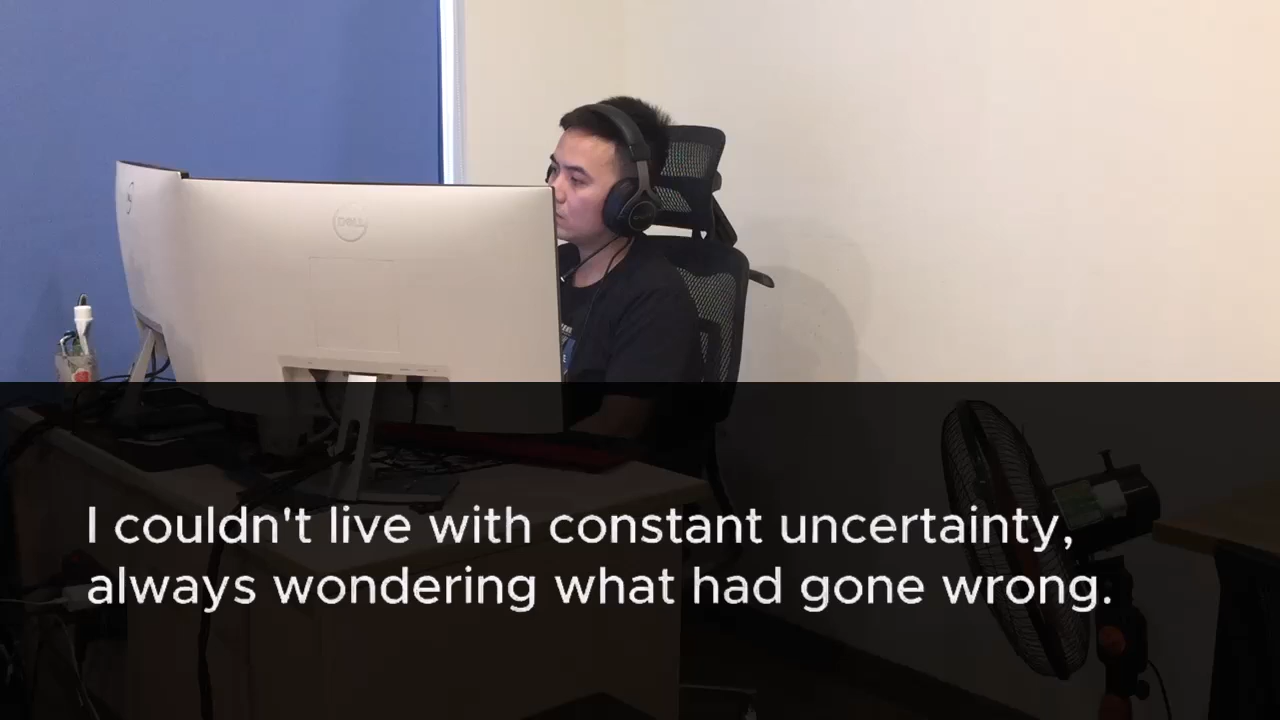 DELL
I couldn't live with constant uncertainty,
always wondering what had gone wrong.